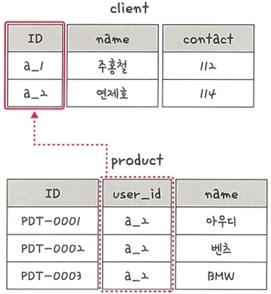 client
ID name contact
a_1 주홍철 112
a_2 연제호 114
product
ID user_id name
PDT-0001 a_2 아우디
PDT-0002 a_2 벤츠
PDT-0003 a_2 BMW